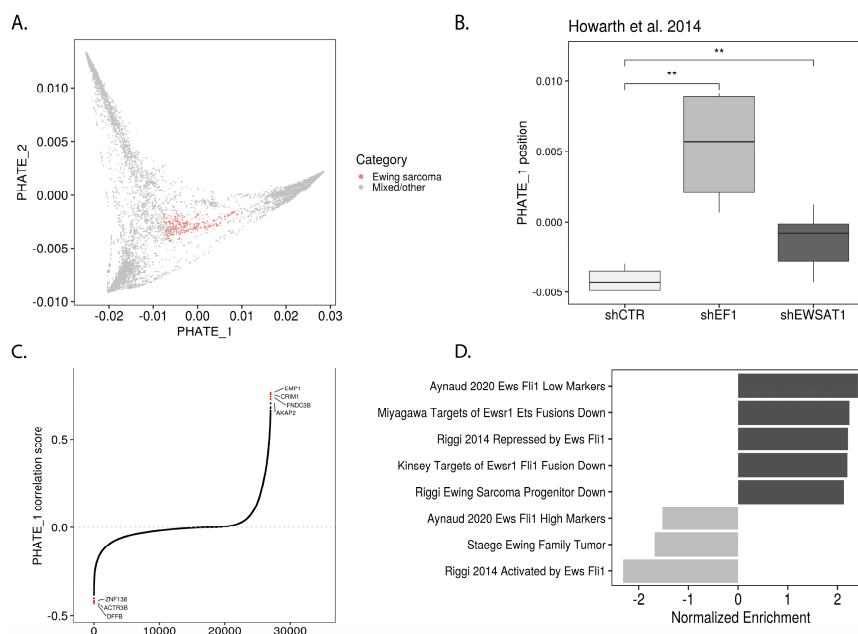 A.
PHATE_2
0.010
0.005
0.000
-0.005
-0.010
-0.02
-0.01
0.00
0.01
0.02
0.03
PHATE_1
Category
Ewing sarcoma
Mixed/other
B.
Howarth et al. 2014
PHATE_1 position
0.010
0.005
0.000
-0.005
**
**
shCTR
shEF1
shEWSAT1
C.
PHATE_1 correlation score
0.5
0.0
-0.5
EMP1
CRIM1
FNDC3B
AKAP2
ZNF138
ACTR3B
DFFB
0
10000
20000
30000
D.
Aynaud 2020 Ews Fli1 Low Markers
Miyagawa Targets of Ewsr1 Ets Fusions Down
Riggi 2014 Repressed by Ews Fli1
Kinsey Targets of Ewsr1 Fli1 Fusion Down
Riggi Ewing Sarcoma Progenitor Down
Aynaud 2020 Ews Fli1 High Markers
Staege Ewing Family Tumor
Riggi 2014 Activated by Ews Fli1
-2
-1
0
1
2
Normalized Enrichment